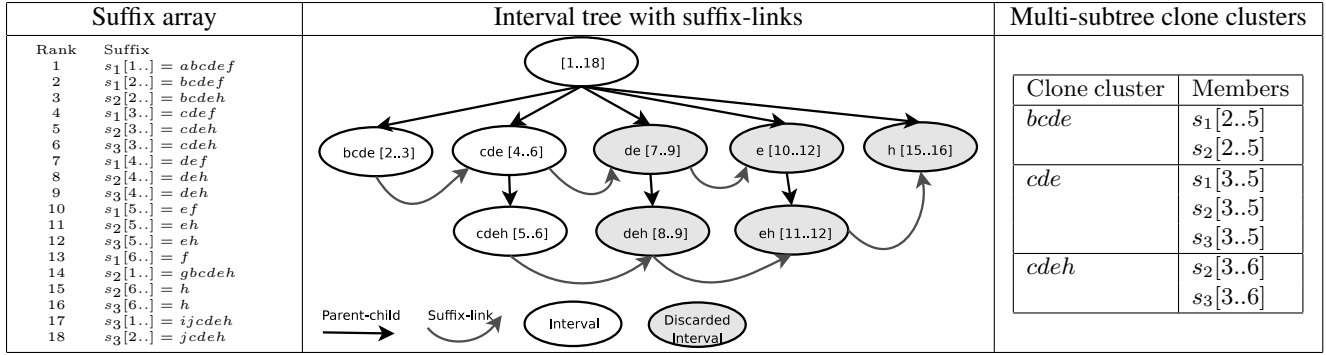 Suffix array
Interval tree with suffix-links
Multi-subtree clone clusters
Rank Suffix
1 s₁[1..] = abcdef
2 s₁[2..] = bcdef
3 s₂[2..] = bcdeh
4 s₁[3..] = cdef
5 s₂[3..] = cdeh
6 s₃[3..] = cdeh
7 s₁[4..] = def
8 s₂[4..] = deh
9 s₃[4..] = deh
10 s₁[5..] = ef
11 s₂[5..] = eh
12 s₃[5..] = eh
13 s₁[6..] = f
14 s₂[1..] = gbcdeh
15 s₂[6..] = h
16 s₃[6..] = h
17 s₃[1..] = ijcdeh
18 s₃[2..] = jcdeh
[1..18]
bcde [2..3] cde [4..6] de [7..9] e [10..12] h [15..16]
cdeh [5..6] deh [8..9] eh [11..12]
Parent-child Suffix-link Interval Discarded
Interval
Clone cluster Members
bcde s₁[2..5]
s₂[2..5]
cde s₁[3..5]
s₂[3..5]
s₃[3..5]
cdeh s₂[3..6]
s₃[3..6]